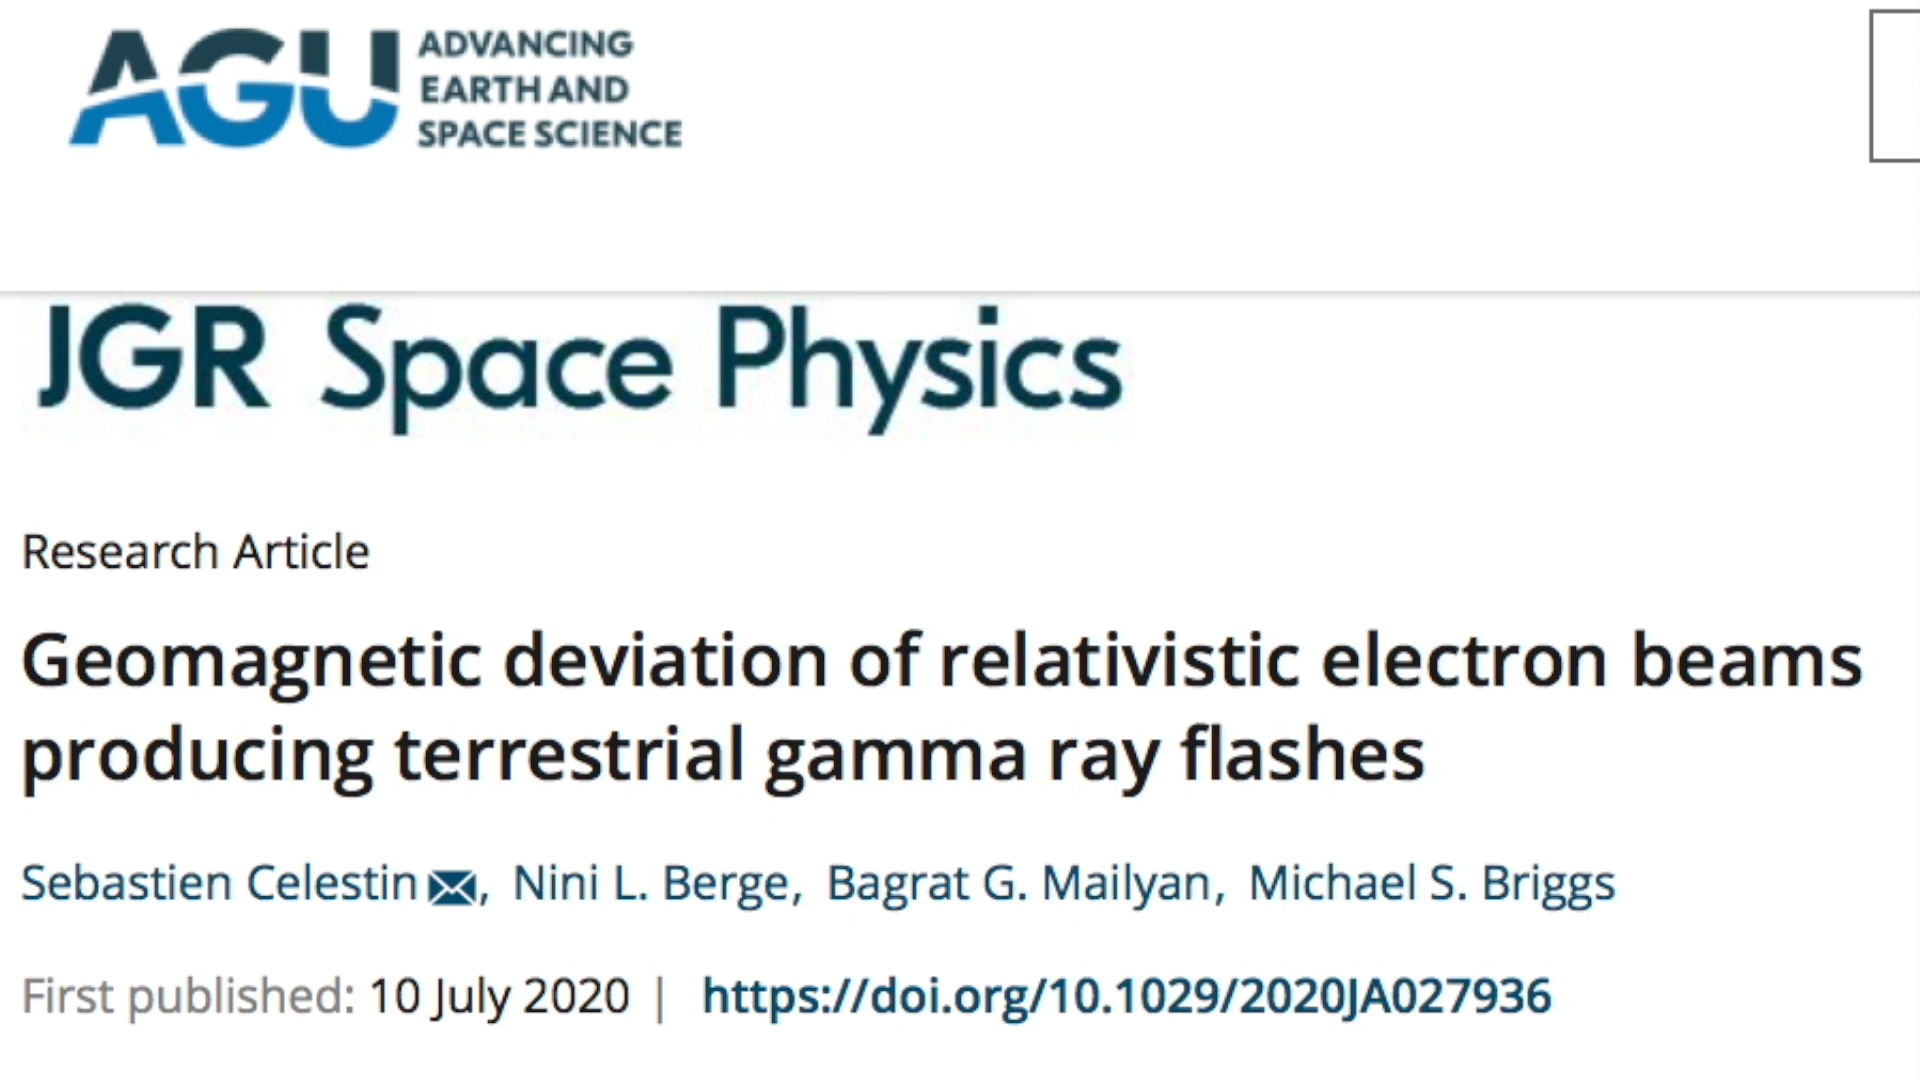 AGU
ADVANCING
EARTH AND
SPACE SCIENCE
JGR Space Physics
Research Article
Geomagnetic deviation of relativistic electron beams
producing terrestrial gamma ray flashes
Sebastien Celestin, Nini L. Berge, Bagrat G. Mailyan, Michael S. Briggs
First published: 10 July 2020 | https://doi.org/10.1029/2020JA027936